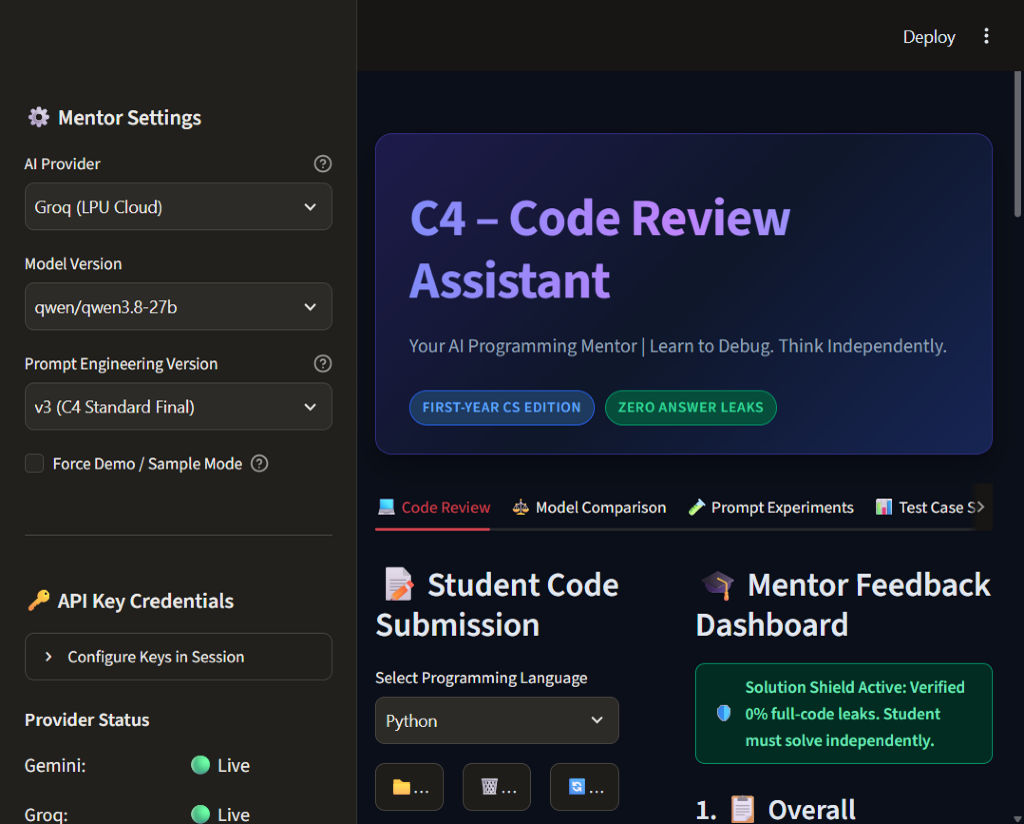 Deploy
Mentor Settings
AI Provider
Groq (LPU Cloud)
Model Version
qwen/qwen3.8-27b
Prompt Engineering Version
v3 (C4 Standard Final)
Force Demo / Sample Mode
API Key Credentials
Configure Keys in Session
Provider Status
Gemini: Live
Groq: Live
C4 – Code Review
Assistant
Your AI Programming Mentor | Learn to Debug. Think Independently.
FIRST-YEAR CS EDITION ZERO ANSWER LEAKS
Code Review Model Comparison Prompt Experiments Test Case S
Student Code
Submission
Select Programming Language
Python
... ... ...
Mentor Feedback
Dashboard
Solution Shield Active: Verified
0% full-code leaks. Student
must solve independently.
1. Overall